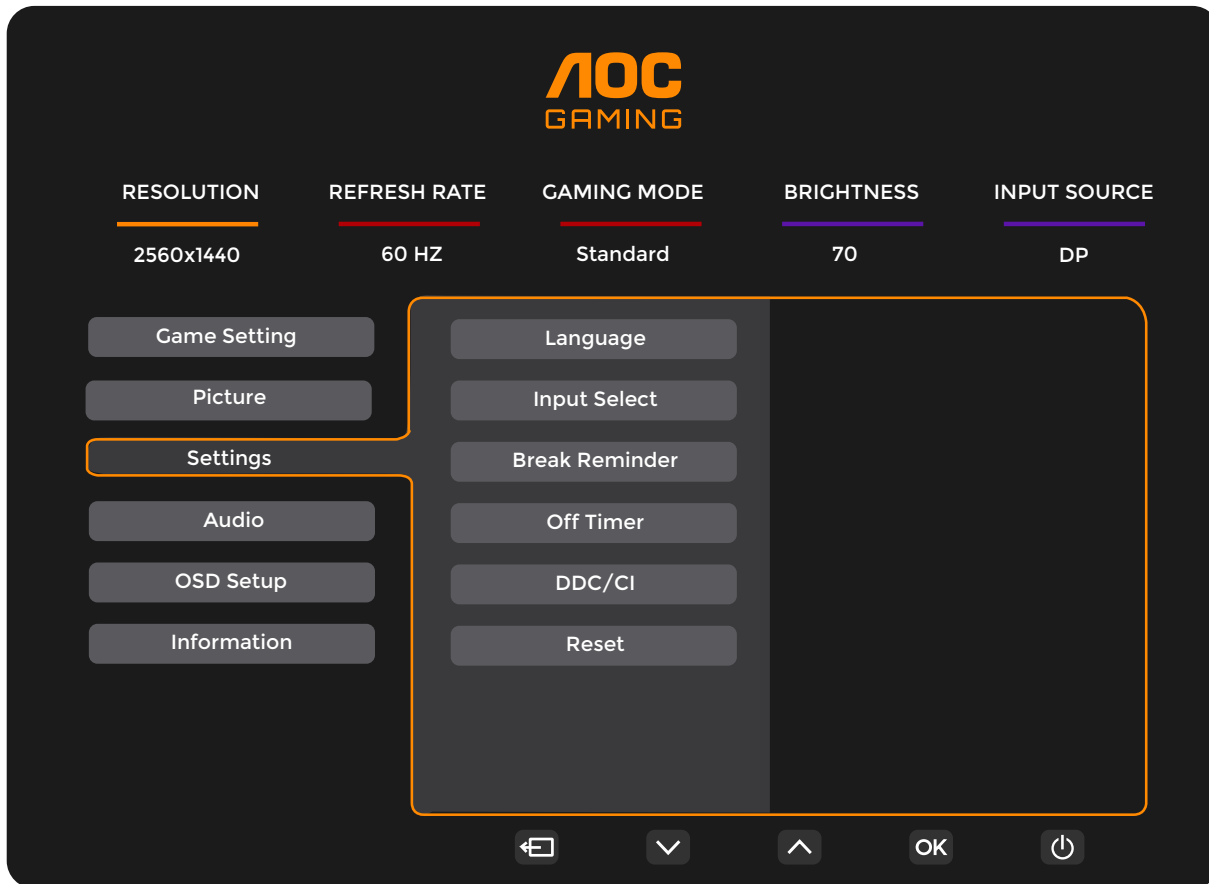 AOC
GAMING
RESOLUTION REFRESH RATE GAMING MODE BRIGHTNESS INPUT SOURCE
2560x1440 60 HZ Standard 70 DP
Game Setting
Picture
Settings
Audio
OSD Setup
Information
Language
Input Select
Break Reminder
Off Timer
DDC/CI
Reset
OK